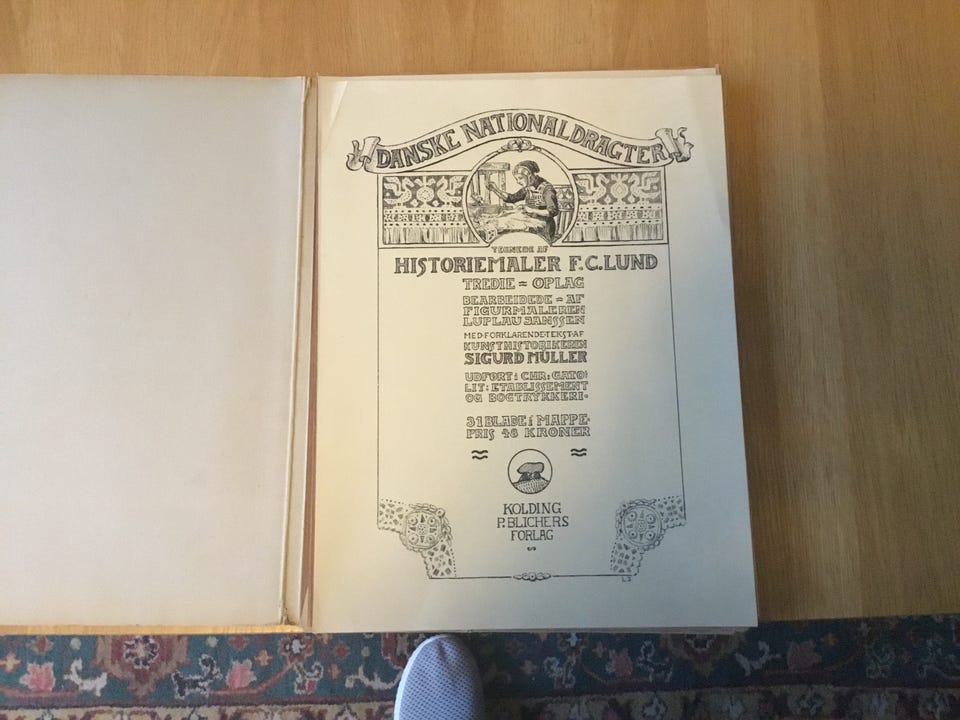 DANSKE NATIONALDRAGTER
TEGNEDE AF
HISTORIEMALER F.C.LUND
TREDIE = OPLAG
BEARBEIDEDE = AF
FIGURMALEREN
LUPLAU JANSSEN
MED·FORKLARENDE·TEKST·AF
KUNSTHISTORIKEREN
SIGURD MÜLLER
UDFØRT I CHR: CATO:
LIT: ETABLISSEMENT
OG BOGTRYKKERI·
31 BLADE I MAPPE·
PRIS 48 KRONER
KOLDING
P. BLICHERS
FORLAG